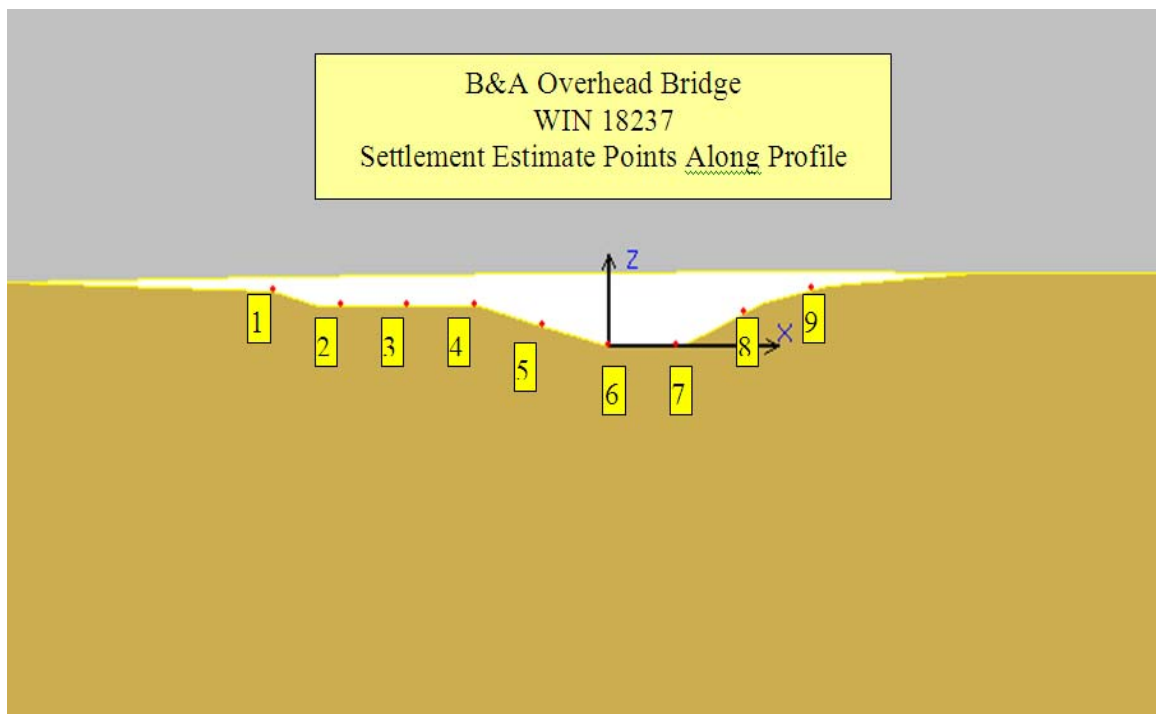 B&A Overhead Bridge
WIN 18237
Settlement Estimate Points Along Profile
Z
X
1
2
3
4
5
6
7
8
9